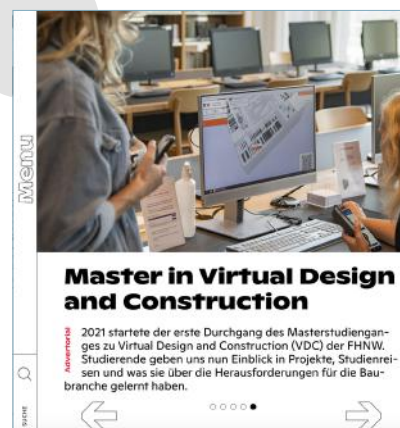 Menu
Master in Virtual Design
and Construction
Advertorial
2021 startete der erste Durchgang des Masterstudiengan-
ges zu Virtual Design and Construction (VDC) der FHNW.
Studierende geben uns nun Einblick in Projekte, Studienrei-
sen und was sie über die Herausforderungen für die Bau-
branche gelernt haben.
SUCHE